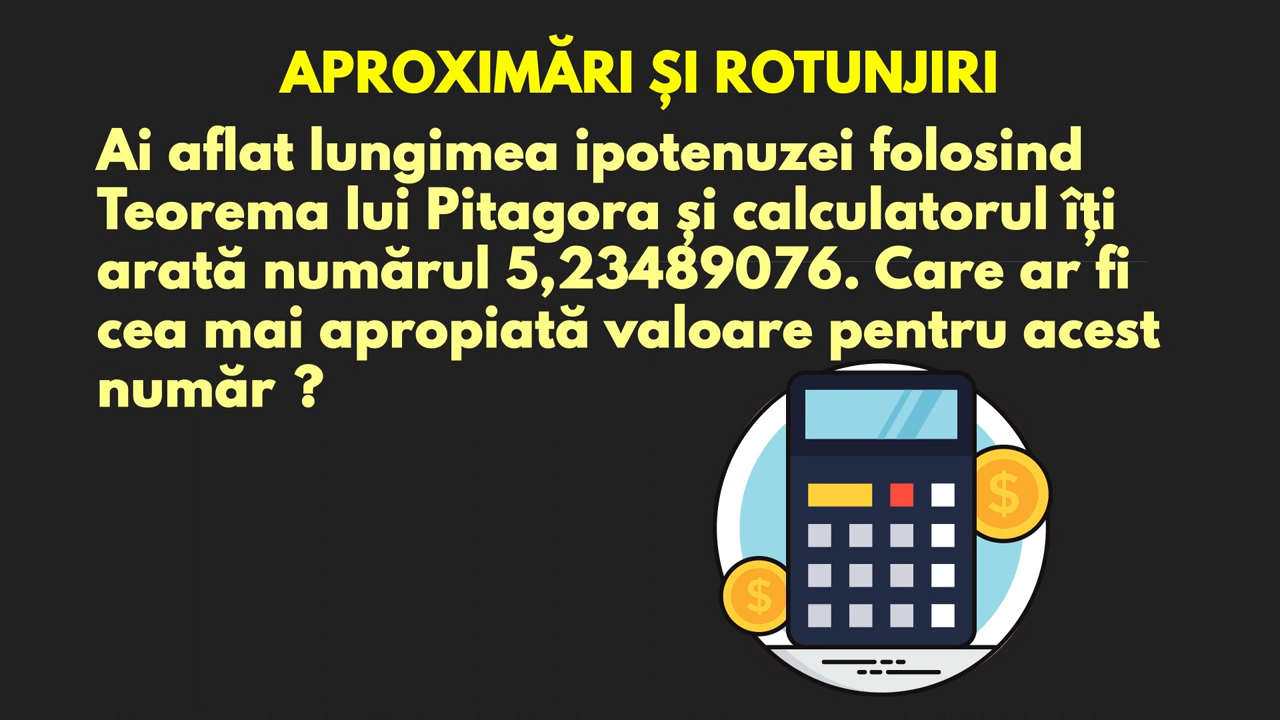 APROXIMĂRI ȘI ROTUNJIRI
Ai aflat lungimea ipotenuzei folosind
Teorema lui Pitagora și calculatorul îți
arată numărul 5,23489076. Care ar fi
cea mai apropiată valoare pentru acest
număr ?
$
$